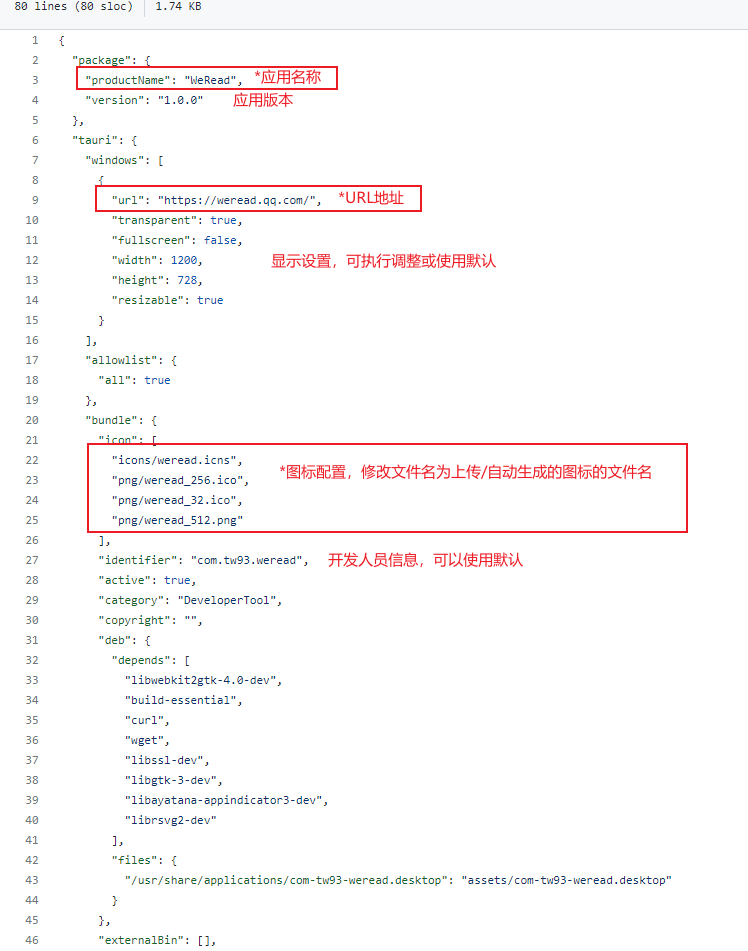 80 lines (80 sloc) 1.74 KB
1 {
2 "package": {
3 "productName": "WeRead", *应用名称
4 "version": "1.0.0" 应用版本
5 },
6 "tauri": {
7 "windows": [
8 {
9 "url": "https://weread.qq.com/", *URL地址
10 "transparent": true,
11 "fullscreen": false,
12 "width": 1200, 显示设置，可执行调整或使用默认
13 "height": 728,
14 "resizable": true
15 }
16 ],
17 "allowlist": {
18 "all": true
19 },
20 "bundle": {
21 "icon": [
22 "icons/weread.icns", *图标配置，修改文件名为上传/自动生成的图标的文件名
23 "png/weread_256.ico",
24 "png/weread_32.ico",
25 "png/weread_512.png"
26 ],
27 "identifier": "com.tw93.weread", 开发人员信息，可以使用默认
28 "active": true,
29 "category": "DeveloperTool",
30 "copyright": "",
31 "deb": {
32 "depends": [
33 "libwebkit2gtk-4.0-dev",
34 "build-essential",
35 "curl",
36 "wget",
37 "libssl-dev",
38 "libgtk-3-dev",
39 "libayatana-appindicator3-dev",
40 "librsvg2-dev"
41 ],
42 "files": {
43 "/usr/share/applications/com-tw93-weread.desktop": "assets/com-tw93-weread.desktop"
44 }
45 },
46 "externalBin": [],